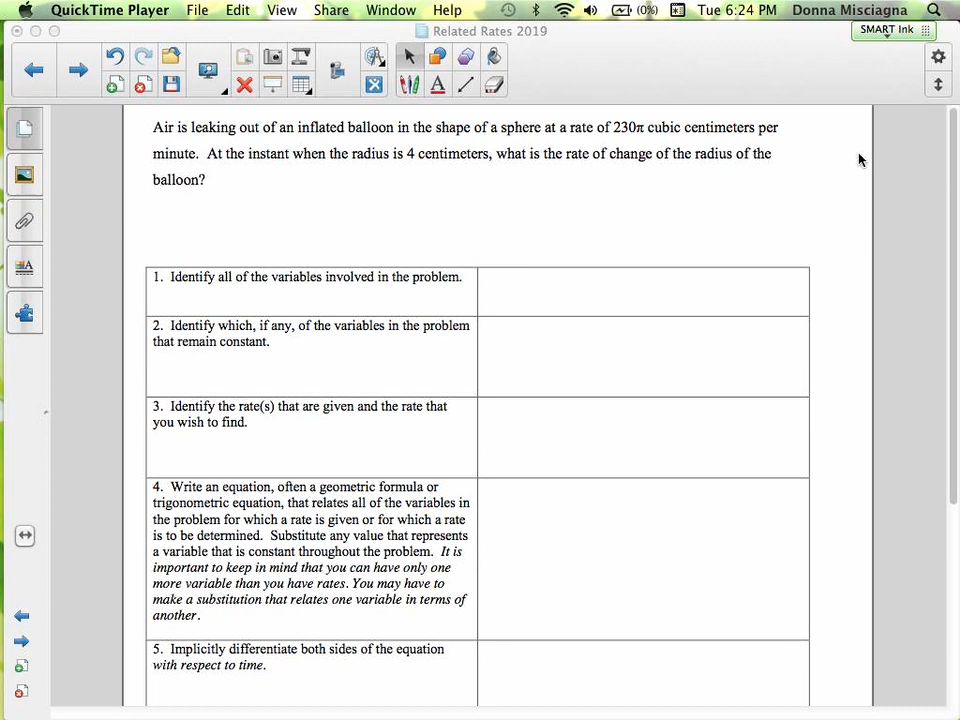 QuickTime Player File Edit View Share Window Help (0%) Tue 6:24 PM Donna Misciagna
Related Rates 2019
SMART Ink
Air is leaking out of an inflated balloon in the shape of a sphere at a rate of 230π cubic centimeters per
minute. At the instant when the radius is 4 centimeters, what is the rate of change of the radius of the
balloon?
1. Identify all of the variables involved in the problem.
2. Identify which, if any, of the variables in the problem
that remain constant.
3. Identify the rate(s) that are given and the rate that
you wish to find.
4. Write an equation, often a geometric formula or
trigonometric equation, that relates all of the variables in
the problem for which a rate is given or for which a rate
is to be determined. Substitute any value that represents
a variable that is constant throughout the problem. It is
important to keep in mind that you can have only one
more variable than you have rates. You may have to
make a substitution that relates one variable in terms of
another.
5. Implicitly differentiate both sides of the equation
with respect to time.